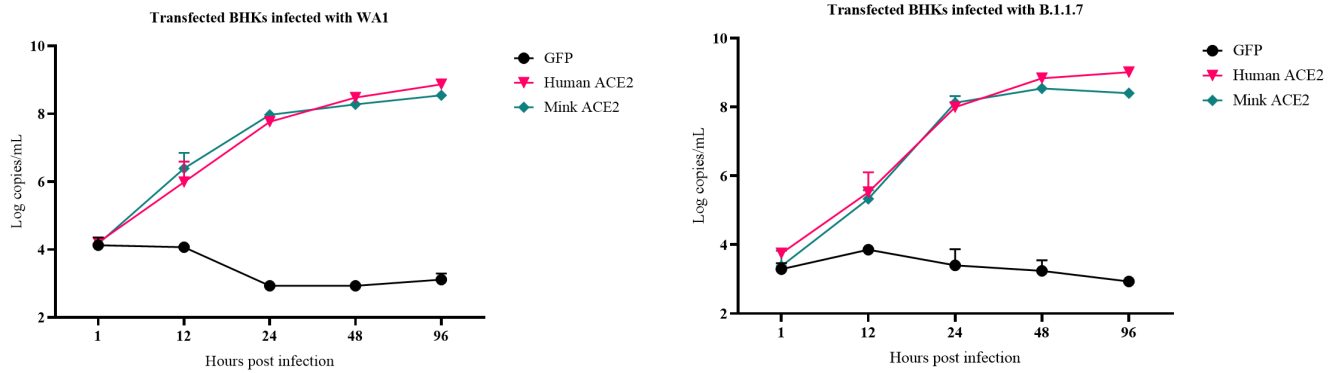 Transfected BHKs infected with WA1
10
8
6
4
2
Log copies/mL
1 12 24 48 96
Hours post infection
GFP
Human ACE2
Mink ACE2
Transfected BHKs infected with B.1.1.7
10
8
6
4
2
Log copies/mL
1 12 24 48 96
Hours post infection
GFP
Human ACE2
Mink ACE2